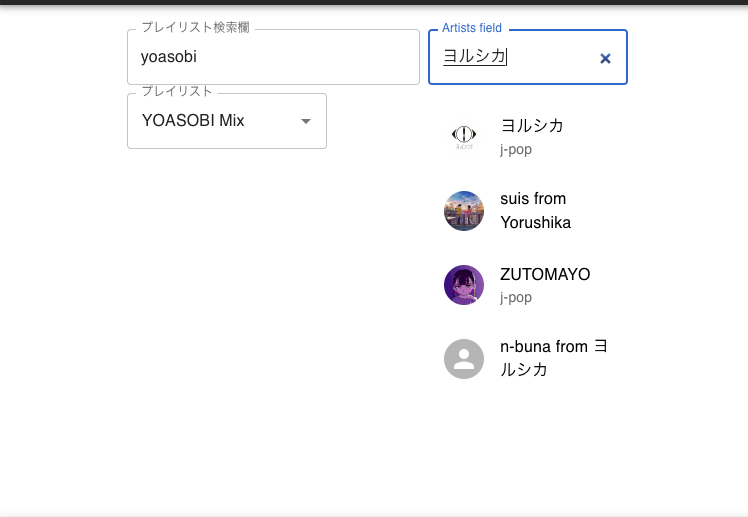 プレイリスト検索欄
yoasobi
Artists field
ヨルシカ
プレイリスト
YOASOBI Mix
ヨルシカ
j-pop
suis from
Yorushika
ZUTOMAYO
j-pop
n-buna from ヨ
ルシカ